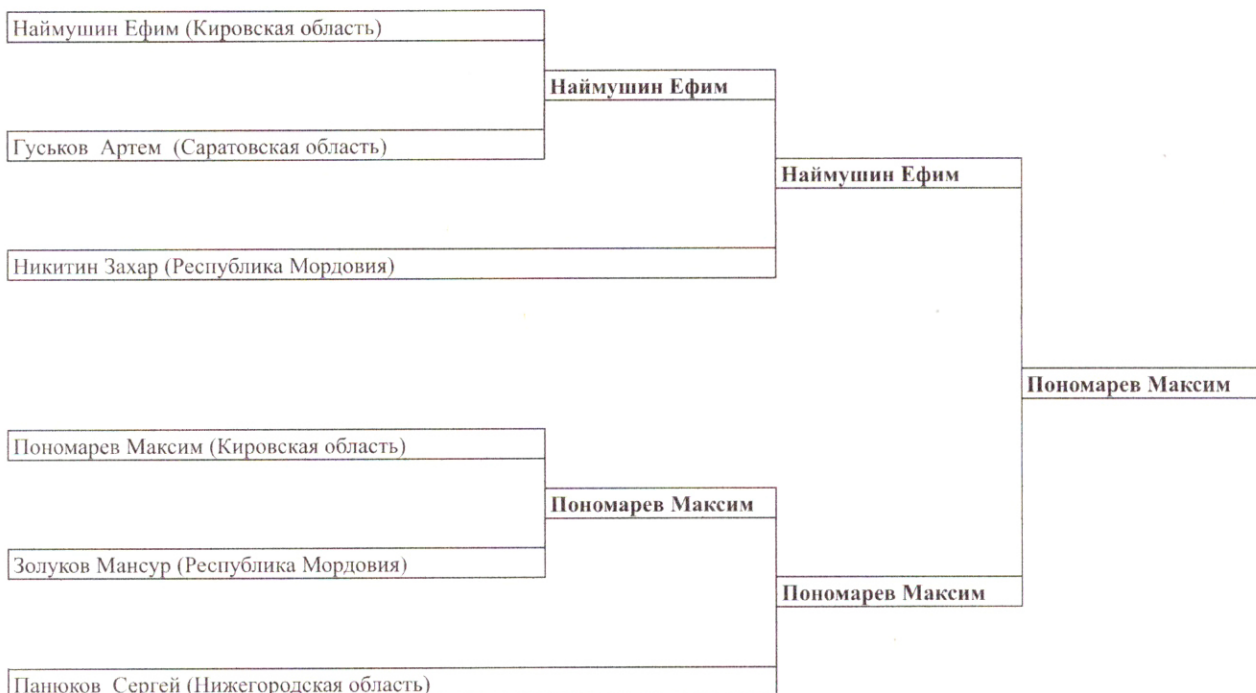 Наймушин Ефим (Кировская область)
Наймушин Ефим
Гуськов Артем (Саратовская область)
Наймушин Ефим
Никитин Захар (Республика Мордовия)
Пономарев Максим
Пономарев Максим (Кировская область)
Пономарев Максим
Золуков Мансур (Республика Мордовия)
Пономарев Максим
Панюков Сергей (Нижегородская область)